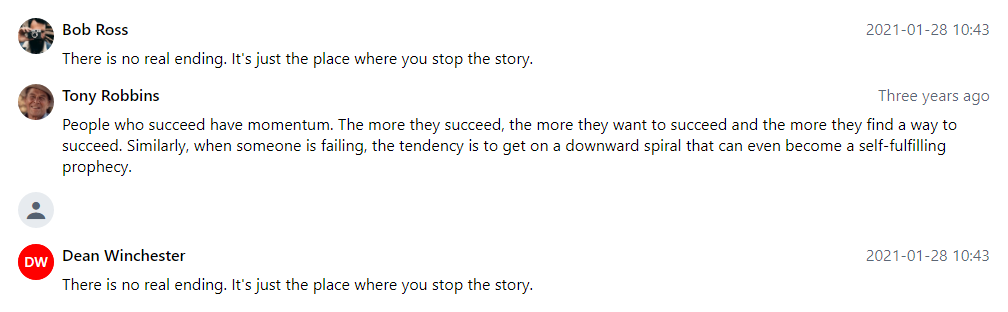 Bob Ross
2021-01-28 10:43
There is no real ending. It's just the place where you stop the story.
Tony Robbins
Three years ago
People who succeed have momentum. The more they succeed, the more they want to succeed and the more they find a way to
succeed. Similarly, when someone is failing, the tendency is to get on a downward spiral that can even become a self-fulfilling
prophecy.
DW
Dean Winchester
2021-01-28 10:43
There is no real ending. It's just the place where you stop the story.